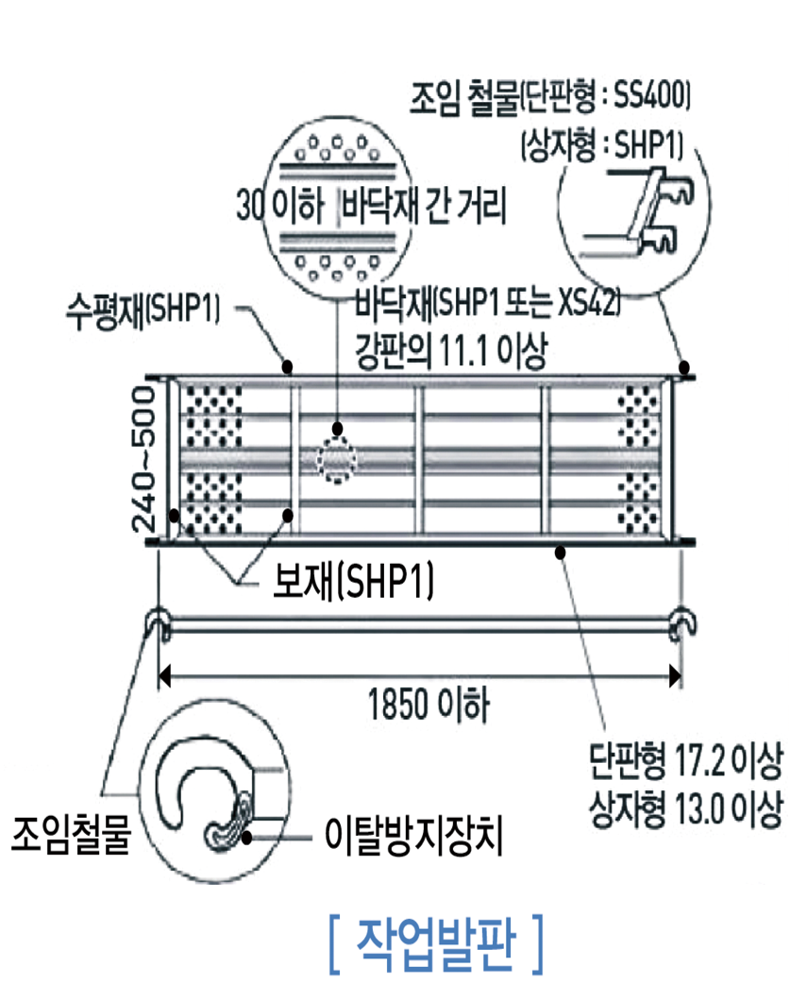 조임 철물(단판형 : SS400)
(상자형 : SHP1)
30 이하 바닥재 간 거리
수평재(SHP1)
바닥재(SHP1 또는 XS42)
강판의 11.1 이상
240~500
보재(SHP1)
1850 이하
단판형 17.2 이상
상자형 13.0 이상
조임철물
이탈방지장치
[ 작업발판 ]